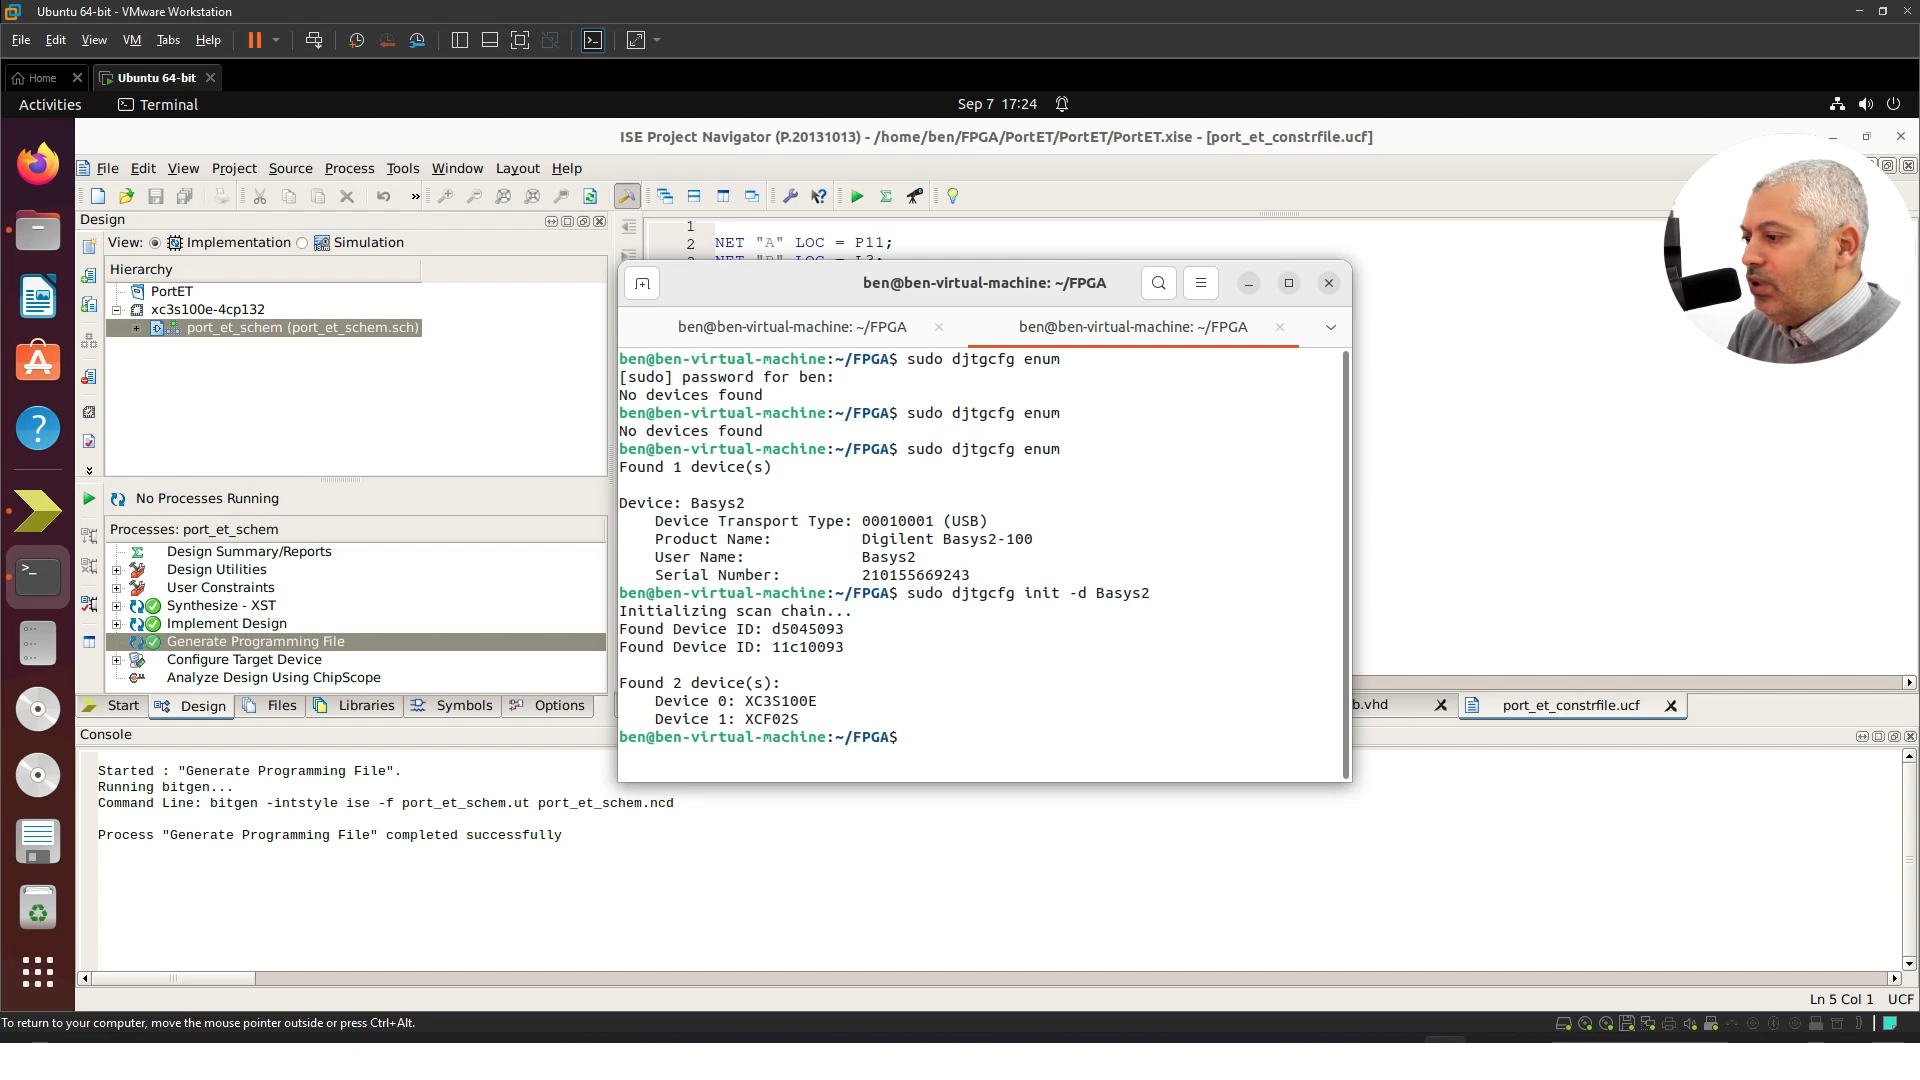 Ubuntu 64-bit - VMware Workstation
File Edit View VM Tabs Help
Home
Ubuntu 64-bit
Activities
Terminal
Sep 7 17:24
ISE Project Navigator (P.20131013) - /home/ben/FPGA/PortET/PortET/PortET.xise - [port_et_constrfile.ucf]
File Edit View Project Source Process Tools Window Layout Help
Design
View: Implementation Simulation
Hierarchy
PortET
xc3s100e-4cp132
port_et_schem (port_et_schem.sch)
No Processes Running
Processes: port_et_schem
Design Summary/Reports
Design Utilities
User Constraints
Synthesize - XST
Implement Design
Generate Programming File
Configure Target Device
Analyze Design Using ChipScope
Start Design Files Libraries Symbols Options
1
2 NET "A" LOC = P11;
ben@ben-virtual-machine: ~/FPGA
ben@ben-virtual-machine: ~/FPGA
ben@ben-virtual-machine: ~/FPGA
ben@ben-virtual-machine:~/FPGA$ sudo djtgcfg enum
[sudo] password for ben:
No devices found
ben@ben-virtual-machine:~/FPGA$ sudo djtgcfg enum
No devices found
ben@ben-virtual-machine:~/FPGA$ sudo djtgcfg enum
Found 1 device(s)
Device: Basys2
Device Transport Type: 00010001 (USB)
Product Name: Digilent Basys2-100
User Name: Basys2
Serial Number: 210155669243
ben@ben-virtual-machine:~/FPGA$ sudo djtgcfg init -d Basys2
Initializing scan chain...
Found Device ID: d5045093
Found Device ID: 11c10093
Found 2 device(s):
Device 0: XC3S100E
Device 1: XCF02S
ben@ben-virtual-machine:~/FPGA$
b.vhd
port_et_constrfile.ucf
Console
Started : "Generate Programming File".
Running bitgen...
Command Line: bitgen -intstyle ise -f port_et_schem.ut port_et_schem.ncd
Process "Generate Programming File" completed successfully
Ln 5 Col 1 UCF
To return to your computer, move the mouse pointer outside or press Ctrl+Alt.